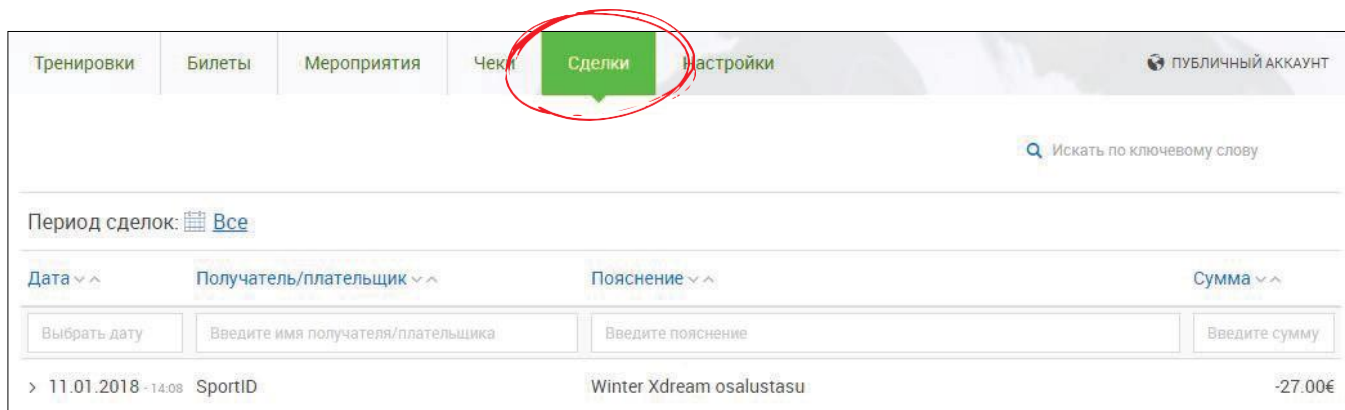 Тренировки Билеты Мероприятия Чеки Сделки Настройки ПУБЛИЧНЫЙ АККАУНТ
Искать по ключевому слову
Период сделок: Все
Дата Получатель/плательщик Пояснение Сумма
Выбрать дату Введите имя получателя/плательщика Введите пояснение Введите сумму
> 11.01.2018 - 14:08 SportID Winter Xdream osalustasu -27.00€